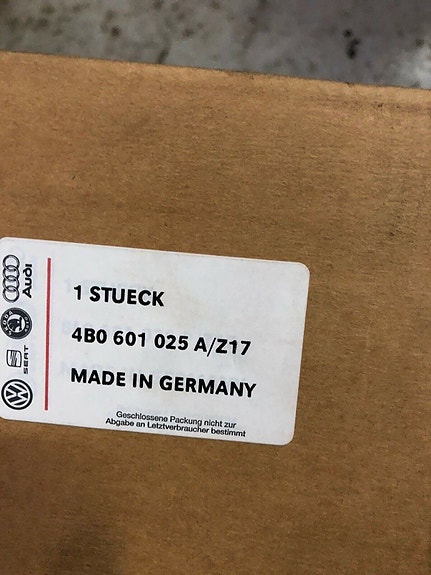 1 STUECK
4B0 601 025 A/Z17
MADE IN GERMANY
Geschlossene Packung nicht zur
Abgabe an Letztverbraucher bestimmt
Audi
SKODA
SEAT